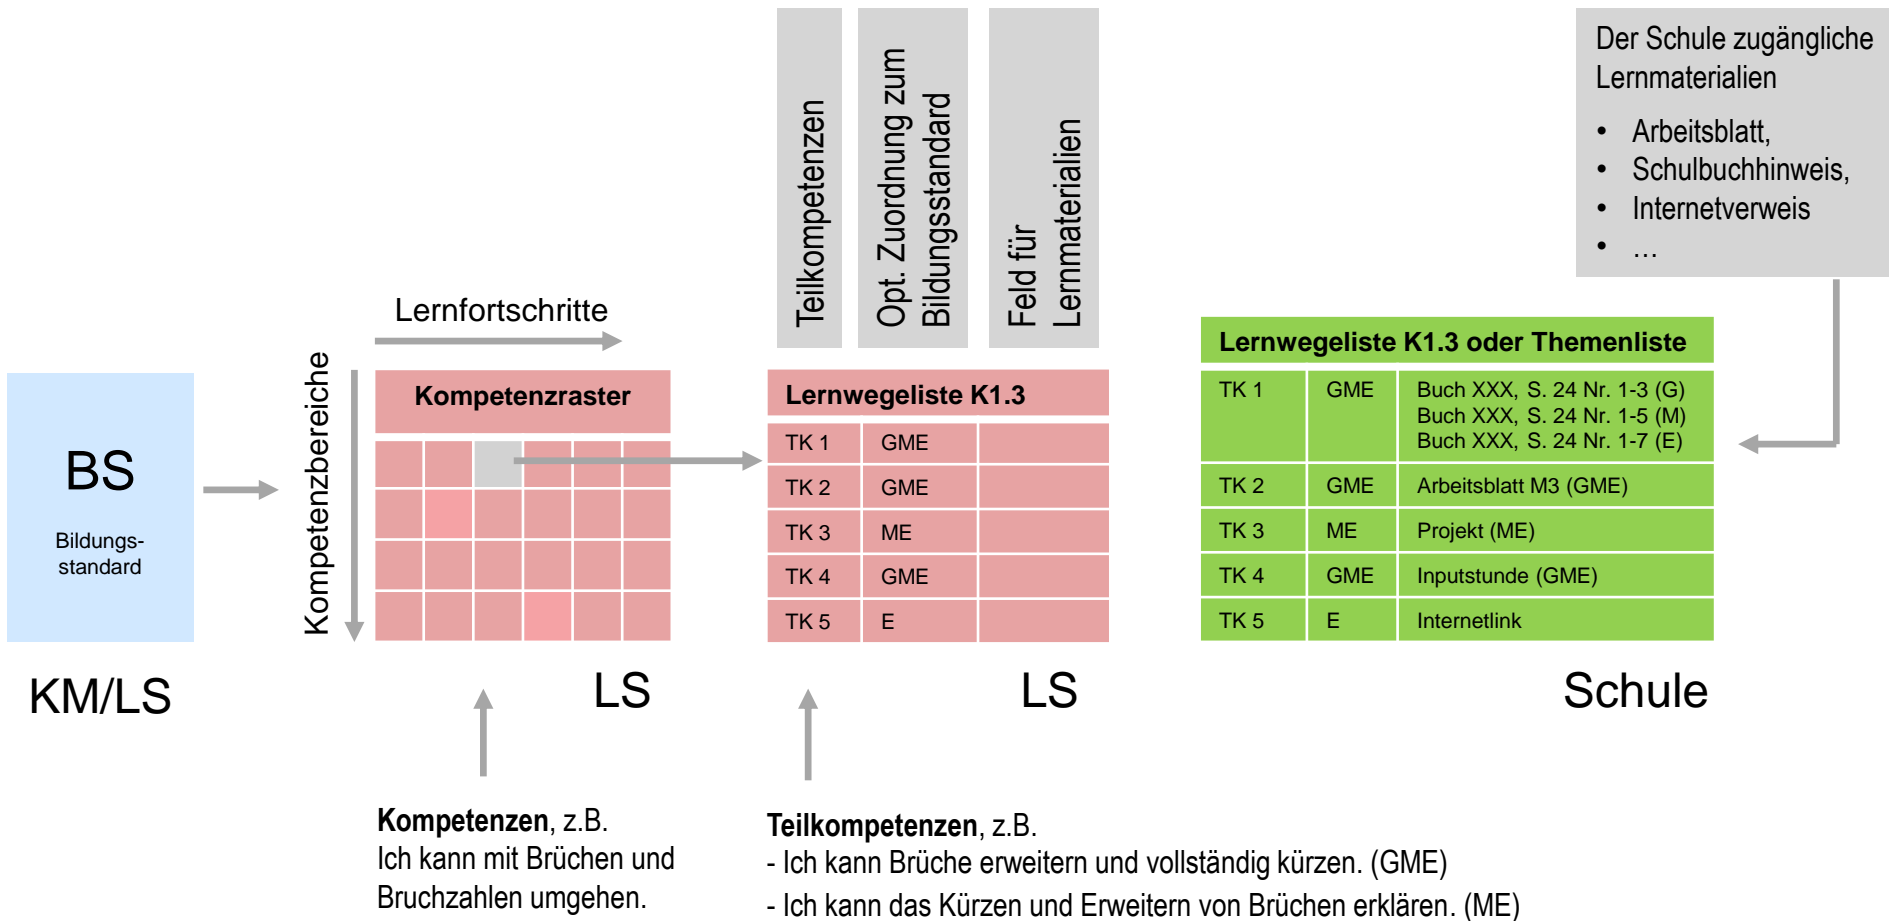 Teilkompetenzen
Opt. Zuordnung zum
Bildungsstandard
Feld für
Lernmaterialien
Der Schule zugängliche
Lernmaterialien
• Arbeitsblatt,
• Schulbuchhinweis,
• Internetverweis
• …
Lernfortschritte
Kompetenzbereiche
BS
Bildungs-
standard
KM/LS
Kompetenzraster
LS
Lernwegeliste K1.3
TK 1 GME
TK 2 GME
TK 3 ME
TK 4 GME
TK 5 E
LS
Lernwegeliste K1.3 oder Themenliste
TK 1 GME Buch XXX, S. 24 Nr. 1-3 (G)
Buch XXX, S. 24 Nr. 1-5 (M)
Buch XXX, S. 24 Nr. 1-7 (E)
TK 2 GME Arbeitsblatt M3 (GME)
TK 3 ME Projekt (ME)
TK 4 GME Inputstunde (GME)
TK 5 E Internetlink
Schule
Kompetenzen, z.B.
Ich kann mit Brüchen und
Bruchzahlen umgehen.
Teilkompetenzen, z.B.
- Ich kann Brüche erweitern und vollständig kürzen. (GME)
- Ich kann das Kürzen und Erweitern von Brüchen erklären. (ME)